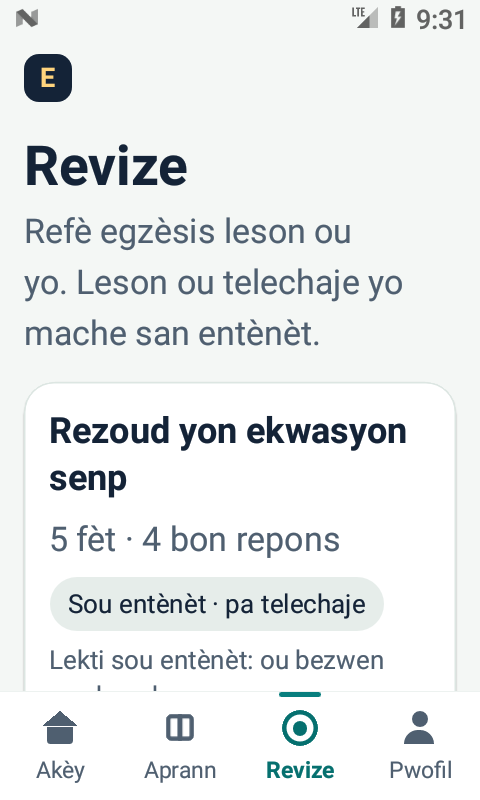 LTE
9:31
E
Revize
Refè egzèsis leson ou
yo. Leson ou telechaje yo
mache san entènèt.
Rezoud yon ekwasyon
senp
5 fèt · 4 bon repons
Sou entènèt · pa telechaje
Lekti sou entènèt: ou bezwen
Akèy
Aprann
Revize
Pwofil